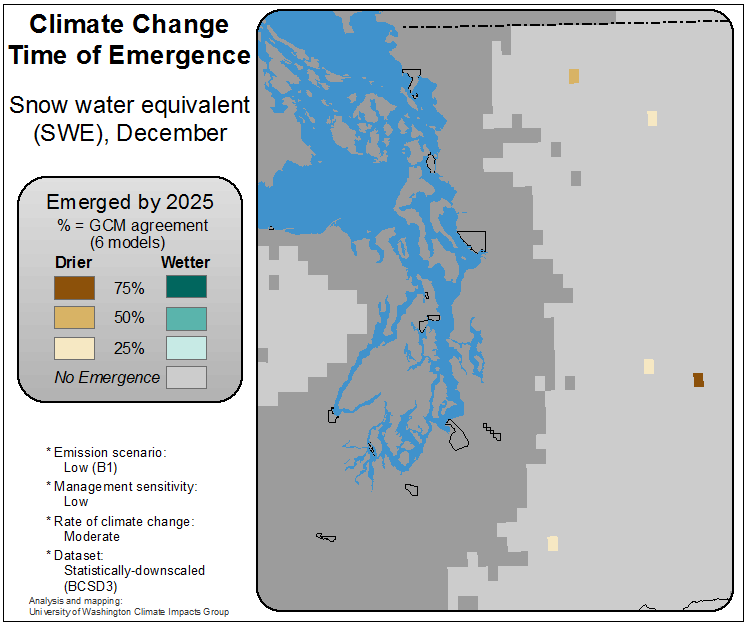 Climate Change
Time of Emergence
Snow water equivalent
(SWE), December
Emerged by 2025
% = GCM agreement
(6 models)
Drier Wetter
75%
50%
25%
No Emergence
* Emission scenario:
Low (B1)
* Management sensitivity:
Low
* Rate of climate change:
Moderate
* Dataset:
Statistically-downscaled
(BCSD3)
Analysis and mapping:
University of Washington Climate Impacts Group